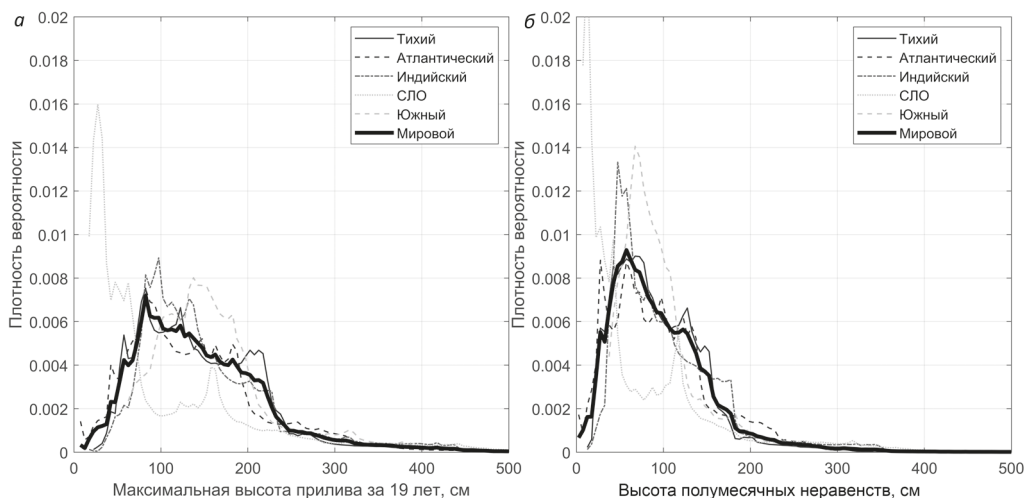 а
0.02
0.018
0.016
0.014
0.012
0.01
0.008
0.006
0.004
0.002
0
Плотность вероятности
Тихий
Атлантический
Индийский
СЛО
Южный
Мировой
0 100 200 300 400 500
Максимальная высота прилива за 19 лет, см
б
0.02
0.018
0.016
0.014
0.012
0.01
0.008
0.006
0.004
0.002
0
Плотность вероятности
Тихий
Атлантический
Индийский
СЛО
Южный
Мировой
0 100 200 300 400 500
Высота полумесячных неравенств, см